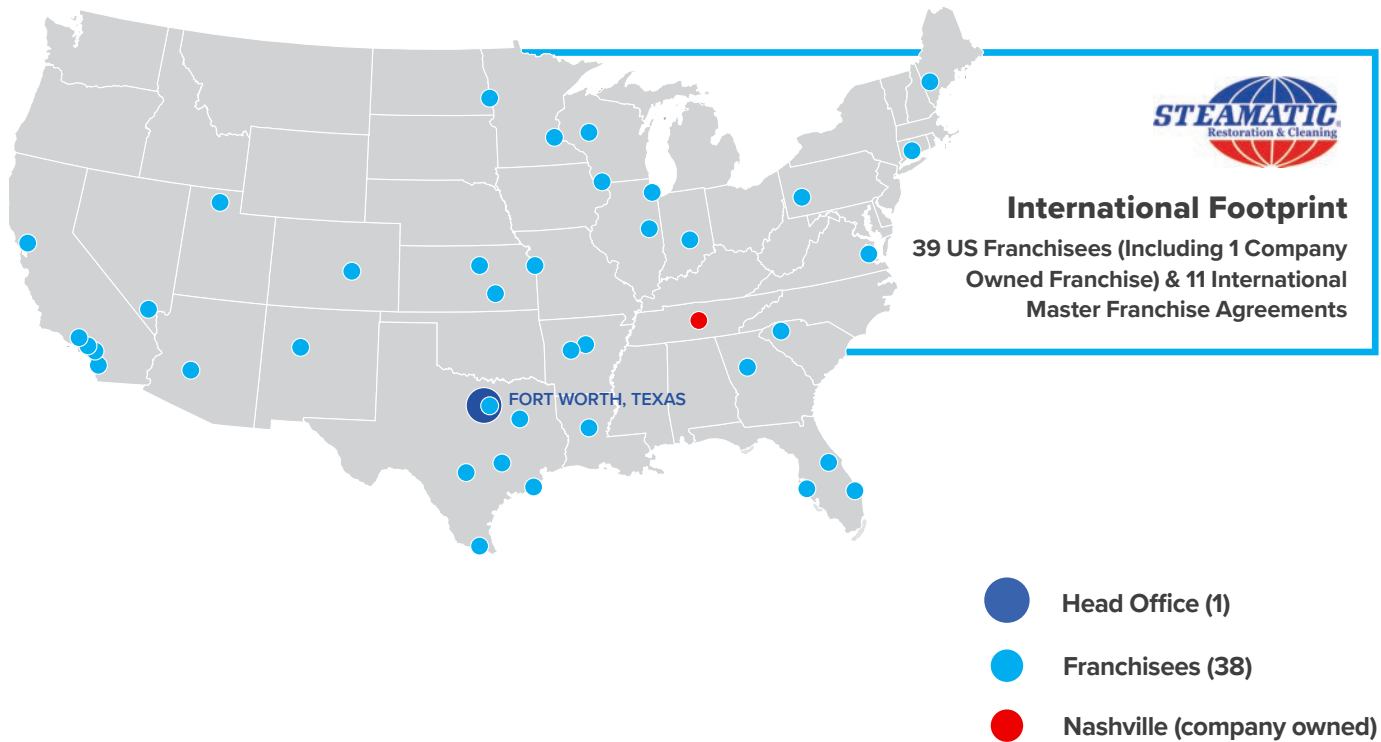 STEAMATIC
Restoration & Cleaning
International Footprint
39 US Franchisees (Including 1 Company
Owned Franchise) & 11 International
Master Franchise Agreements
FORT WORTH, TEXAS
Head Office (1)
Franchisees (38)
Nashville (company owned)